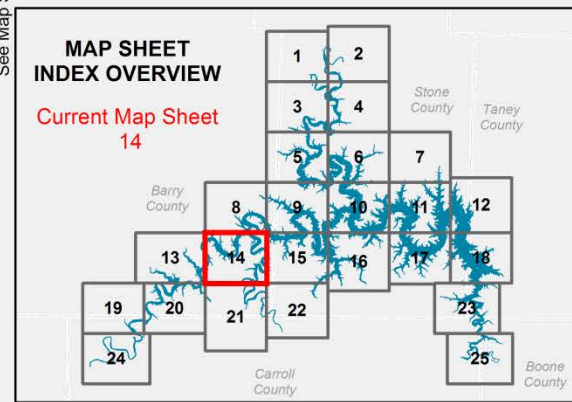 See Map S
MAP SHEET
INDEX OVERVIEW
Current Map Sheet
14
1 2
3 4
Stone
County
Taney
County
5 6 7
Barry
County
8 9 10 11 12
13 14 15 16 17 18
19 20 21 22 23
24 25
Carroll
County
Boone
County